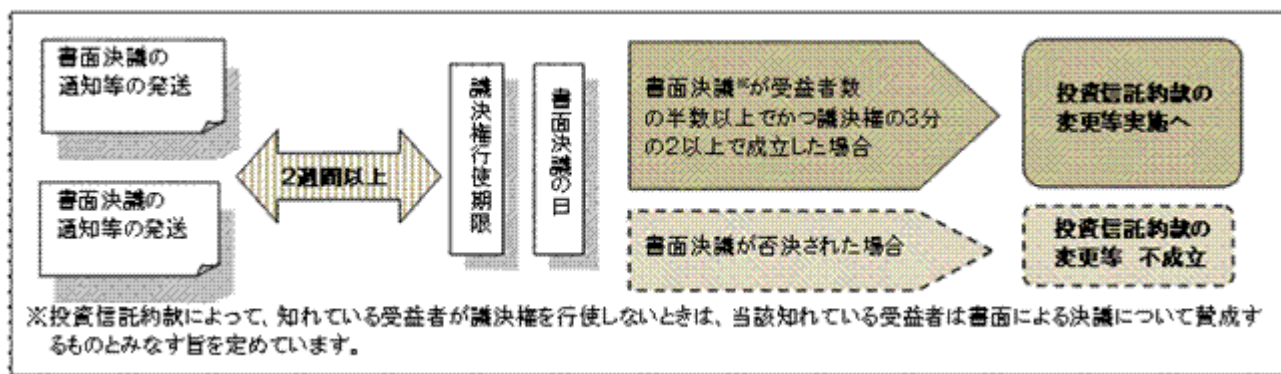 書面決議の
通知等の発送
書面決議の
通知等の発送
2週間以上
議決権行使期限
書面決議の日
書面決議※が受益者数
の半数以上でかつ議決権の3分
の2以上で成立した場合
投資信託約款の
変更等実施へ
書面決議が否決された場合
投資信託約款の
変更等 不成立
※投資信託約款によって、知れている受益者が議決権を行使しないときは、当該知れている受益者は書面による決議について賛成す
るものとみなす旨を定めています。